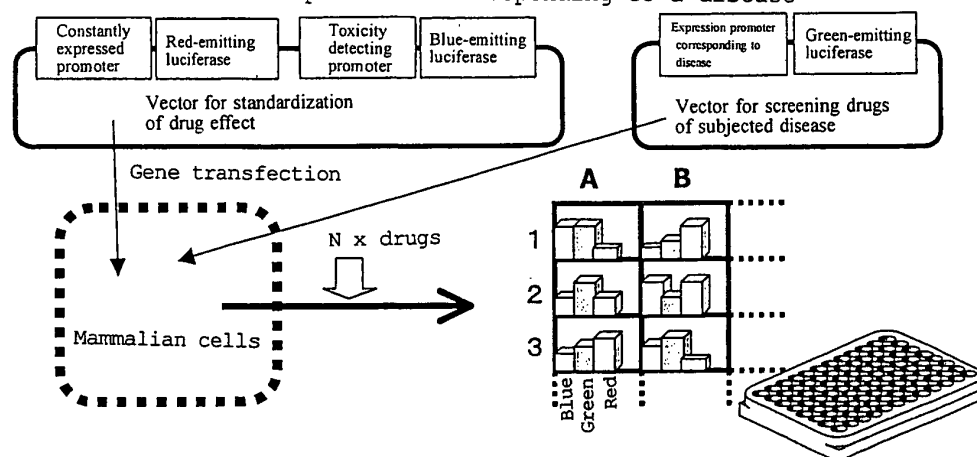 Constantly
expressed
promoter
Red-emitting
luciferase
Toxicity
detecting
promoter
Blue-emitting
luciferase
Vector for standardization
of drug effect
Expression promoter
corresponding to
disease
Green-emitting
luciferase
Vector for screening drugs
of subjected disease
Gene transfection
N x drugs
Mammalian cells
A B
1
2
3
Blue
Green
Red